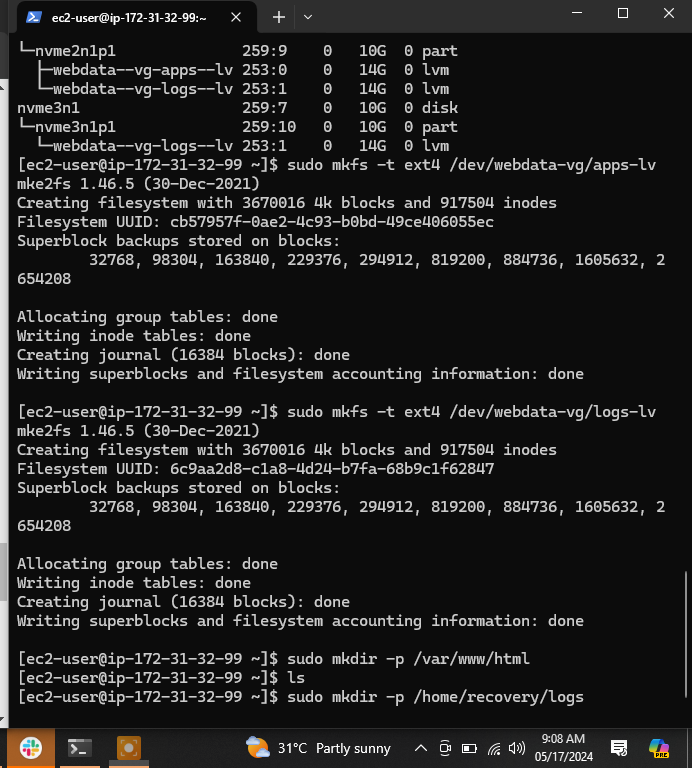 ec2-user@ip-172-31-32-99:~
└─nvme2n1p1 259:9 0 10G 0 part
├─webdata--vg-apps--lv 253:0 0 14G 0 lvm
└─webdata--vg-logs--lv 253:1 0 14G 0 lvm
nvme3n1 259:7 0 10G 0 disk
└─nvme3n1p1 259:10 0 10G 0 part
└─webdata--vg-logs--lv 253:1 0 14G 0 lvm
[ec2-user@ip-172-31-32-99 ~]$ sudo mkfs -t ext4 /dev/webdata-vg/apps-lv
mke2fs 1.46.5 (30-Dec-2021)
Creating filesystem with 3670016 4k blocks and 917504 inodes
Filesystem UUID: cb57957f-0ae2-4c93-b0bd-49ce406055ec
Superblock backups stored on blocks:
32768, 98304, 163840, 229376, 294912, 819200, 884736, 1605632, 2
654208
Allocating group tables: done
Writing inode tables: done
Creating journal (16384 blocks): done
Writing superblocks and filesystem accounting information: done
[ec2-user@ip-172-31-32-99 ~]$ sudo mkfs -t ext4 /dev/webdata-vg/logs-lv
mke2fs 1.46.5 (30-Dec-2021)
Creating filesystem with 3670016 4k blocks and 917504 inodes
Filesystem UUID: 6c9aa2d8-c1a8-4d24-b7fa-68b9c1f62847
Superblock backups stored on blocks:
32768, 98304, 163840, 229376, 294912, 819200, 884736, 1605632, 2
654208
Allocating group tables: done
Writing inode tables: done
Creating journal (16384 blocks): done
Writing superblocks and filesystem accounting information: done
[ec2-user@ip-172-31-32-99 ~]$ sudo mkdir -p /var/www/html
[ec2-user@ip-172-31-32-99 ~]$ ls
[ec2-user@ip-172-31-32-99 ~]$ sudo mkdir -p /home/recovery/logs
31°C Partly sunny
9:08 AM
05/17/2024
PRE